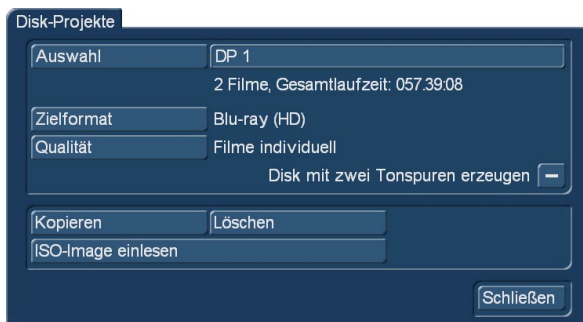 Disk-Projekte
Auswahl DP 1
2 Filme, Gesamtlaufzeit: 057.39:08
Zielformat Blu-ray (HD)
Qualität Filme individuell
Disk mit zwei Tonspuren erzeugen –
Kopieren Löschen
ISO-Image einlesen
Schließen